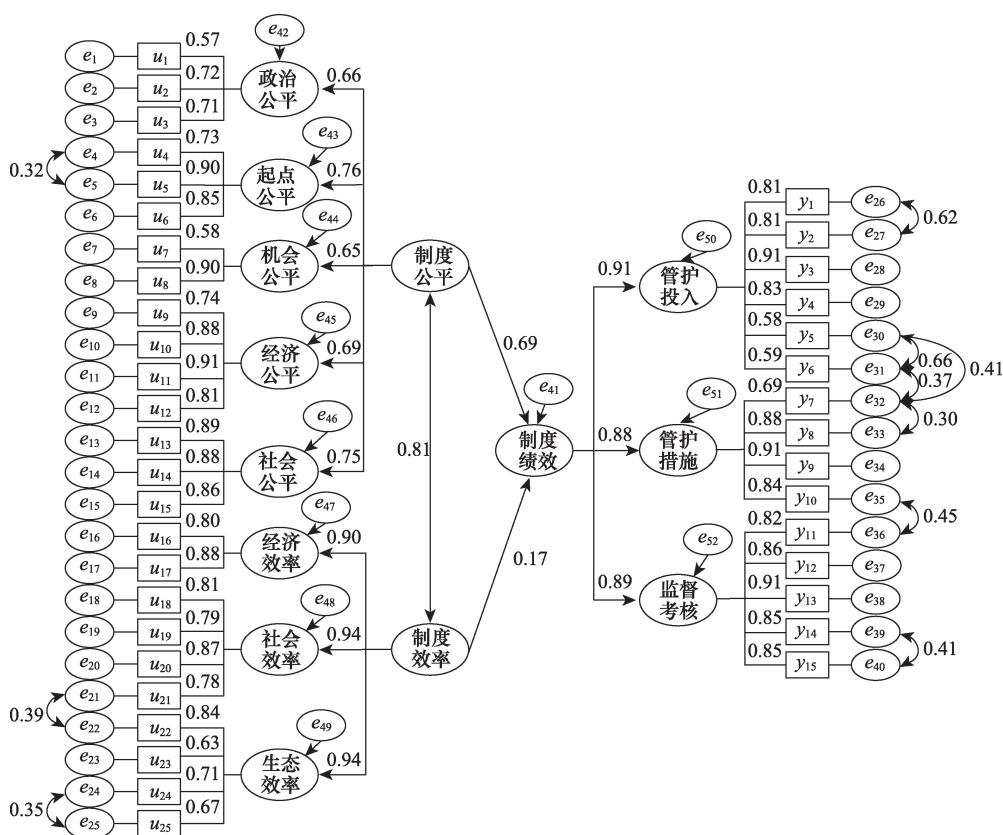 e42
0.57
e1 u1
0.72
e2 u2
政治
公平
0.66
0.71
e3 u3
0.73
e4 u4
e43
0.32
0.90
e5 u5
起点
公平
0.76
0.85
e6 u6
0.58
e7 u7
e44
0.90
e8 u8
机会
公平
0.65
0.74
e9 u9
0.88
e10 u10
e45
0.91
e11 u11
经济
公平
0.69
0.81
e12 u12
0.89
e13 u13
e46
0.88
e14 u14
社会
公平
0.75
0.86
e15 u15
0.80
e16 u16
e47
0.88
e17 u17
经济
效率
0.90
0.81
e18 u18
e48
0.79
e19 u19
0.87
e20 u20
社会
效率
0.94
0.78
e21 u21
0.39
0.84
e22 u22
e49
0.63
e23 u23
0.71
e24 u24
生态
效率
0.94
0.35
0.67
e25 u25
制度
公平
0.69
0.81
制度
效率
0.17
e41
制度
绩效
0.91
e50
管护
投入
0.88
e51
管护
措施
0.89
e52
监督
考核
0.81 y1 e26
0.62
0.81 y2 e27
0.91 y3 e28
0.83 y4 e29
0.58 y5 e30
0.66
0.41
0.59 y6 e31
0.37
0.69 y7 e32
0.30
0.88 y8 e33
0.91 y9 e34
0.84 y10 e35
0.45
0.82 y11 e36
0.86 y12 e37
0.91 y13 e38
0.85 y14 e39
0.41
0.85 y15 e40